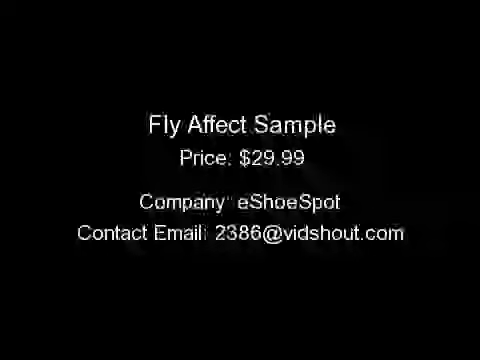 Fly Affect Sample
Price: $29.99
Company: eShoeSpot
Contact Email: 2386@vidshout.com